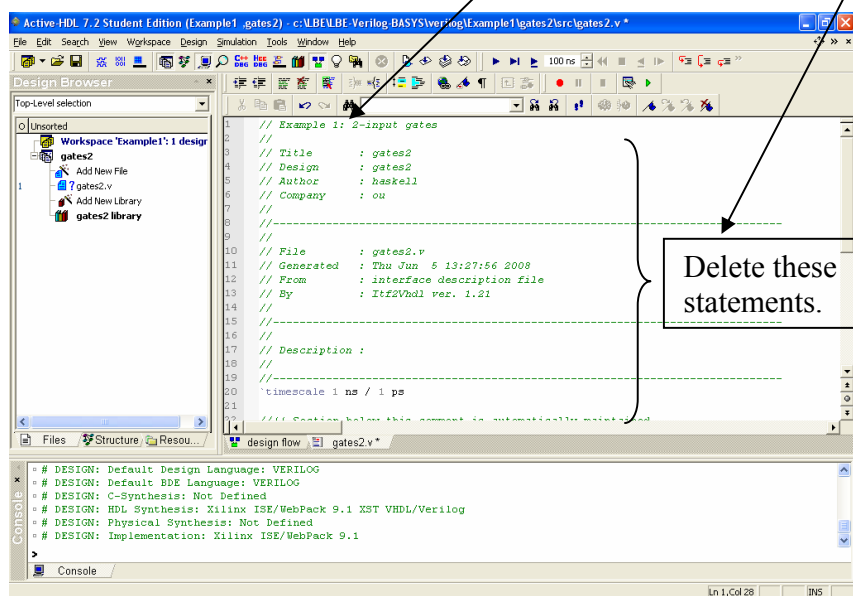 Active-HDL 7.2 Student Edition (Example1 ,gates2) - c:\LBE\LBE-Verilog-BASYS\verilog\Example1\gates2\src\gates2.v *
File Edit Search View Workspace Design Simulation Tools Window Help
100 ns
Design Browser
Top-Level selection
Unsorted
Workspace 'Example1': 1 desigr
gates2
Add New File
1 ? gates2.v
Add New Library
gates2 library
Files Structure Resou...
1 // Example 1: 2-input gates
2 //
3 // Title : gates2
4 // Design : gates2
5 // Author : haskell
6 // Company : ou
7 //
8 //-----------------------------------------------------------------------------
9 //
10 // File : gates2.v
11 // Generated : Thu Jun 5 13:27:56 2008
12 // From : interface description file
13 // By : Itf2Vhdl ver. 1.21
14 //
15 //-----------------------------------------------------------------------------
16 //
17 // Description :
18 //
19 //-----------------------------------------------------------------------------
20 `timescale 1 ns / 1 ps
21
Delete these
statements.
design flow gates2.v *
# DESIGN: Default Design Language: VERILOG
# DESIGN: Default BDE Language: VERILOG
# DESIGN: C-Synthesis: Not Defined
# DESIGN: HDL Synthesis: Xilinx ISE/WebPack 9.1 XST VHDL/Verilog
# DESIGN: Physical Synthesis: Not Defined
# DESIGN: Implementation: Xilinx ISE/WebPack 9.1
>
Console
Console
Ln 1,Col 28 INS